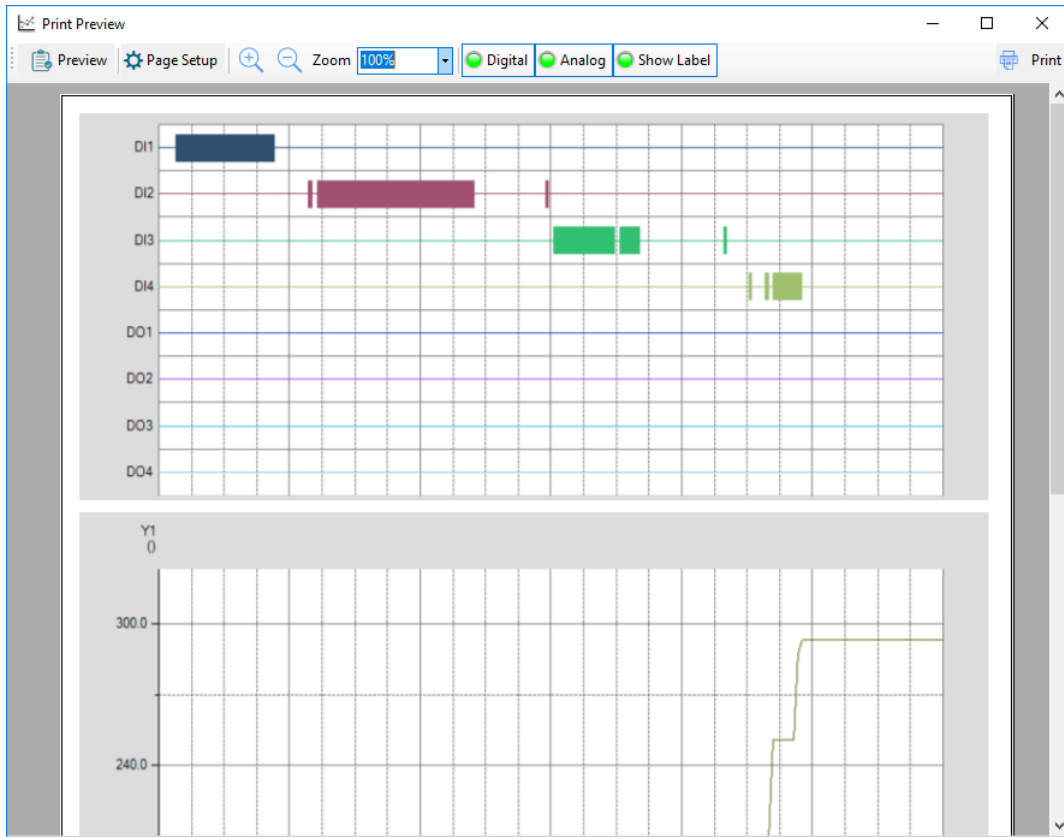 Print Preview
Preview Page Setup Zoom 100% Digital Analog Show Label Print
DI1
DI2
DI3
DI4
DO1
DO2
DO3
DO4
Y1
()
300.0
240.0